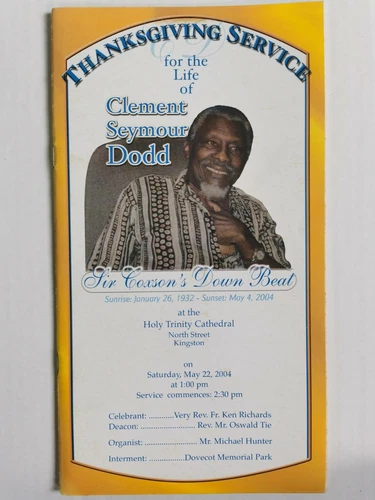 THANKSGIVING SERVICE
for the
Life
of
Clement
Seymour
Dodd
Sir Coxson's Down Beat
Sunrise: January 26, 1932 - Sunset: May 4, 2004
at the
Holy Trinity Cathedral
North Street
Kingston
on
Saturday, May 22, 2004
at 1:00 pm
Service commences: 2:30 pm
Celebrant: ............Very Rev. Fr. Ken Richards
Deacon: .......................... Rev. Mr. Oswald Tie
Organist: ......................... Mr. Michael Hunter
Interment: .................Dovecot Memorial Park